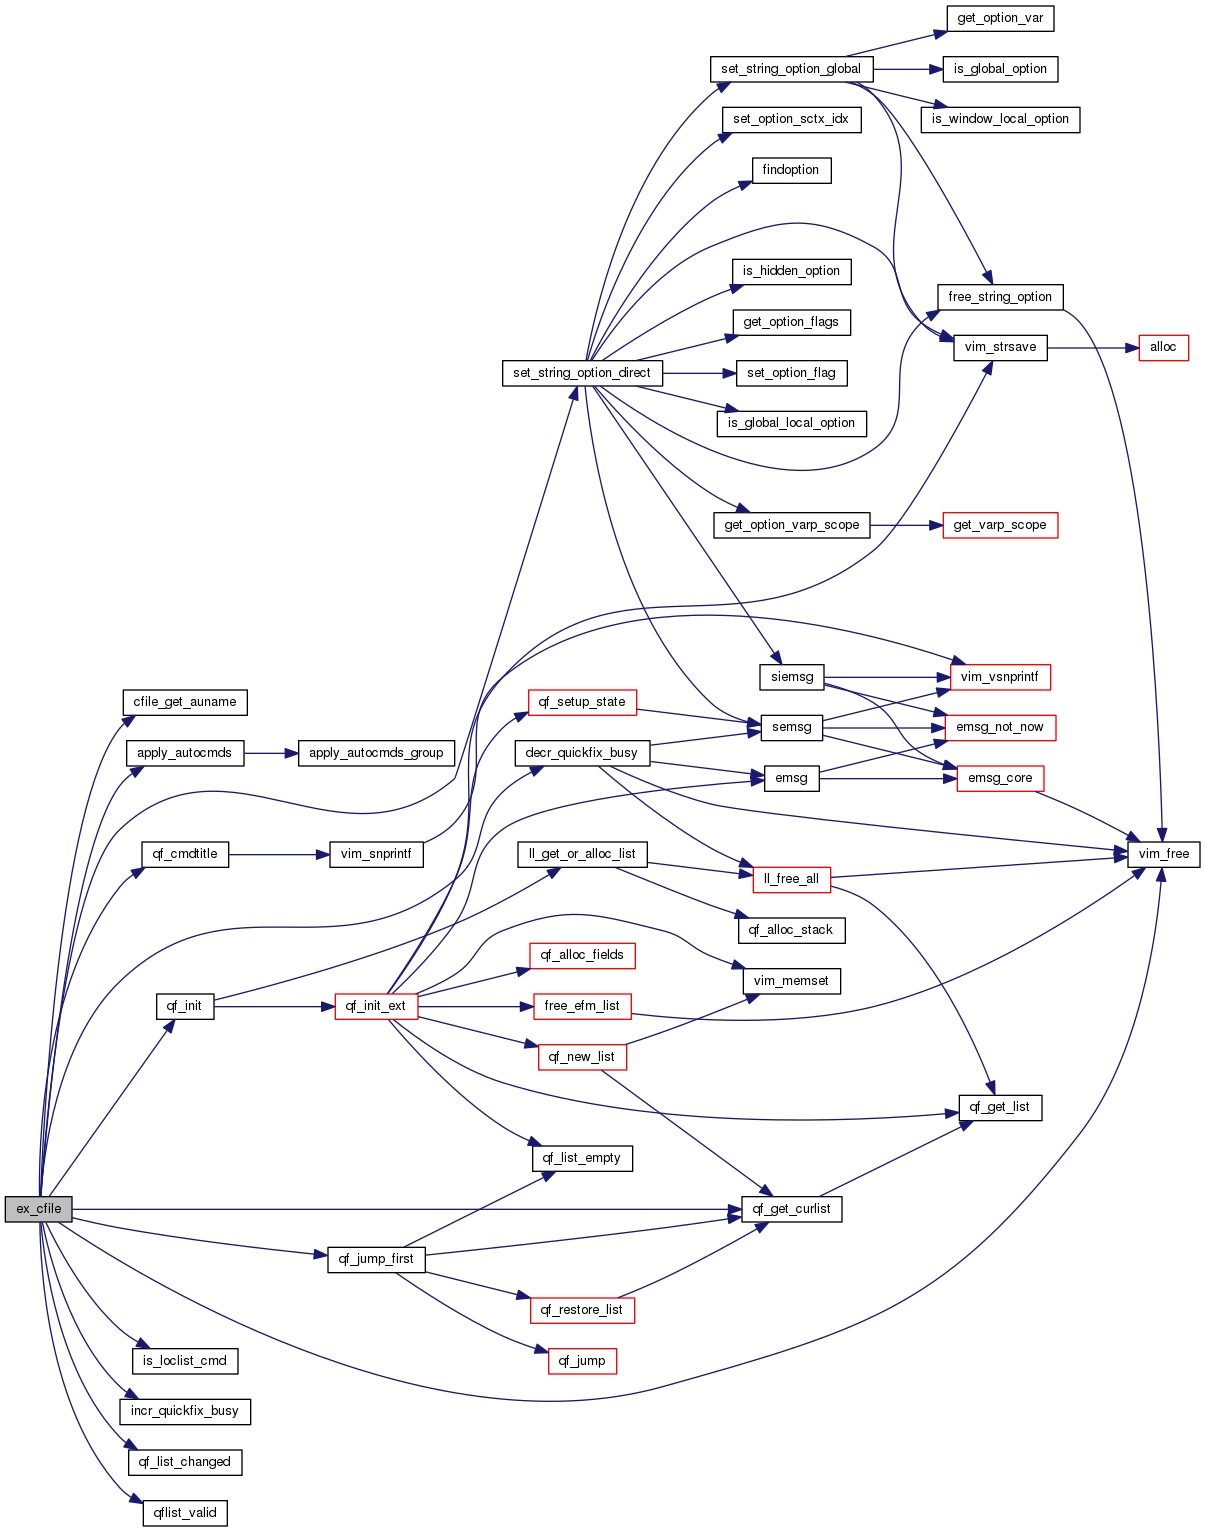 get_option_var
set_string_option_global
is_global_option
set_option_sctx_idx
is_window_local_option
findoption
is_hidden_option
free_string_option
get_option_flags
vim_strsave
alloc
set_string_option_direct
set_option_flag
is_global_local_option
get_option_varp_scope
get_varp_scope
siemsg
vim_vsnprintf
cfile_get_auname
qf_setup_state
semsg
emsg_not_now
apply_autocmds
apply_autocmds_group
decr_quickfix_busy
emsg
emsg_core
qf_cmdtitle
vim_snprintf
ll_get_or_alloc_list
vim_free
ll_free_all
qf_alloc_stack
qf_alloc_fields
vim_memset
qf_init
qf_init_ext
free_efm_list
qf_new_list
qf_get_list
qf_list_empty
ex_cfile
qf_get_curlist
qf_jump_first
qf_restore_list
is_loclist_cmd
qf_jump
incr_quickfix_busy
qf_list_changed
qflist_valid